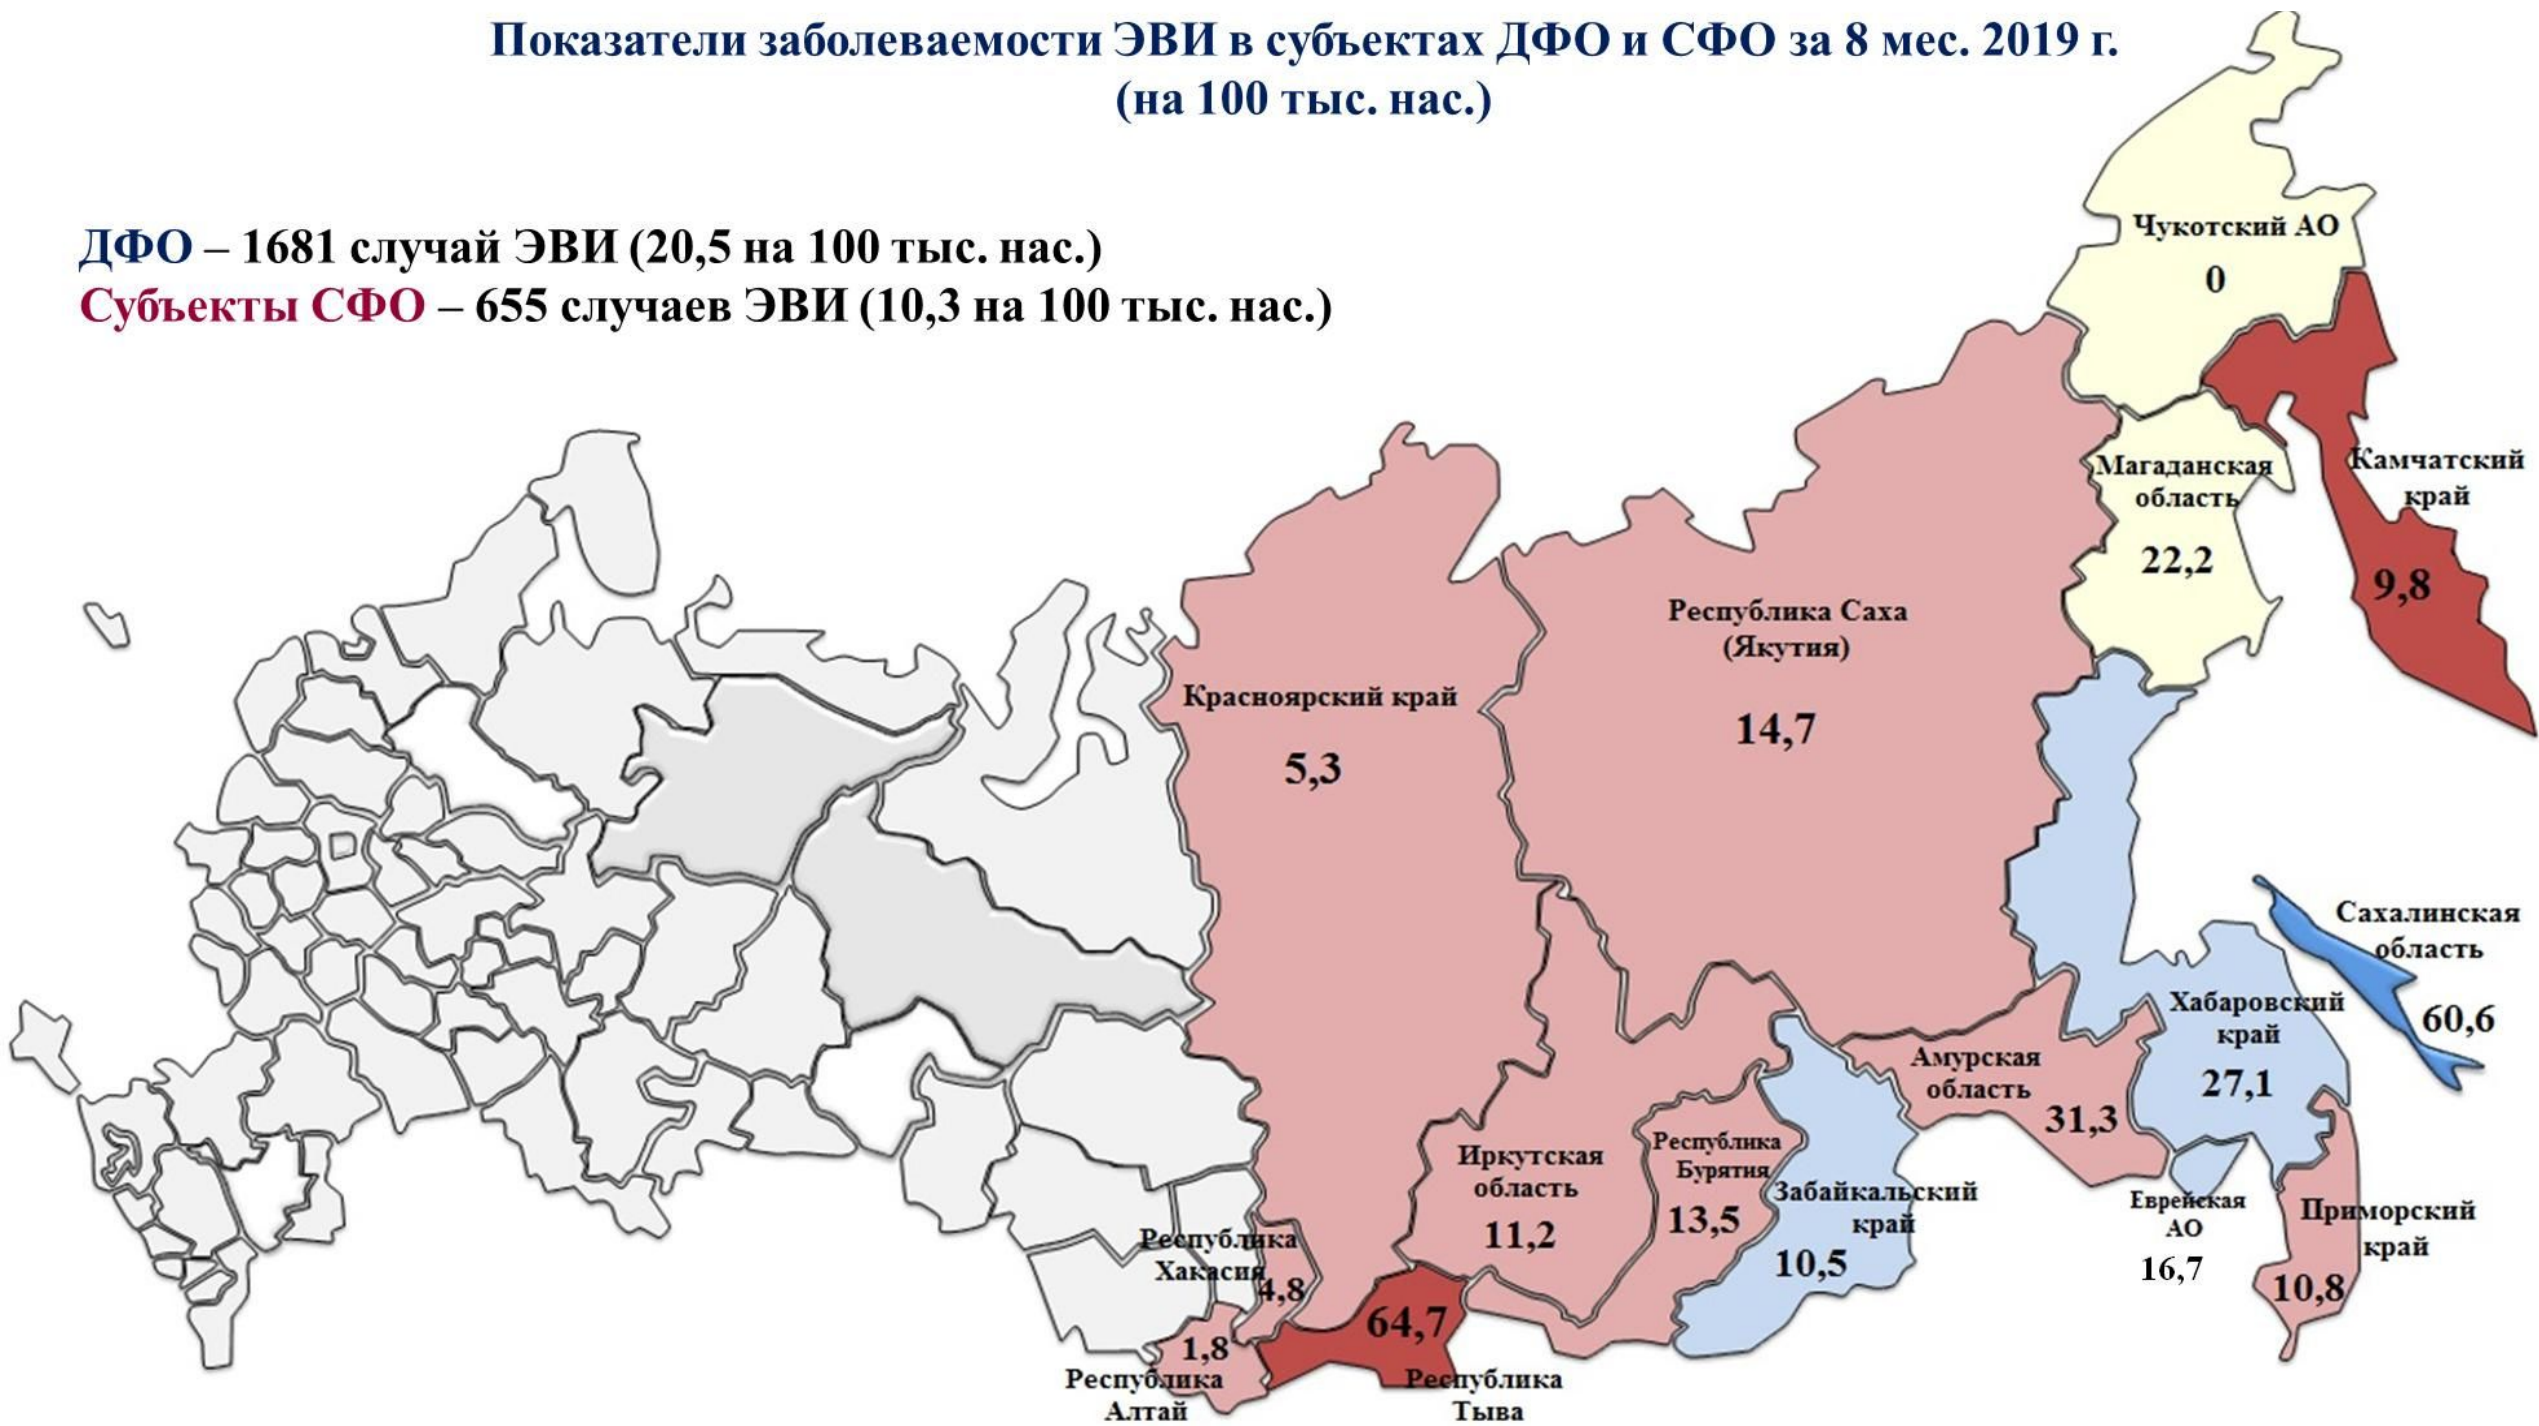 Показатели заболеваемости ЭВИ в субъектах ДФО и СФО за 8 мес. 2019 г.
(на 100 тыс. нас.)
ДФО – 1681 случай ЭВИ (20,5 на 100 тыс. нас.)
Субъекты СФО – 655 случаев ЭВИ (10,3 на 100 тыс. нас.)
Чукотский АО
0
Магаданская
область
22,2
Камчатский
край
9,8
Республика Саха
(Якутия)
14,7
Красноярский край
5,3
Сахалинская
область
60,6
Хабаровский
край
27,1
Амурская
область
31,3
Иркутская
область
11,2
Республика
Бурятия
13,5
Забайкальский
край
10,5
Еврейская
АО
16,7
Приморский
край
10,8
Республика
Хакасия
4,8
64,7
Республика
Тыва
1,8
Республика
Алтай